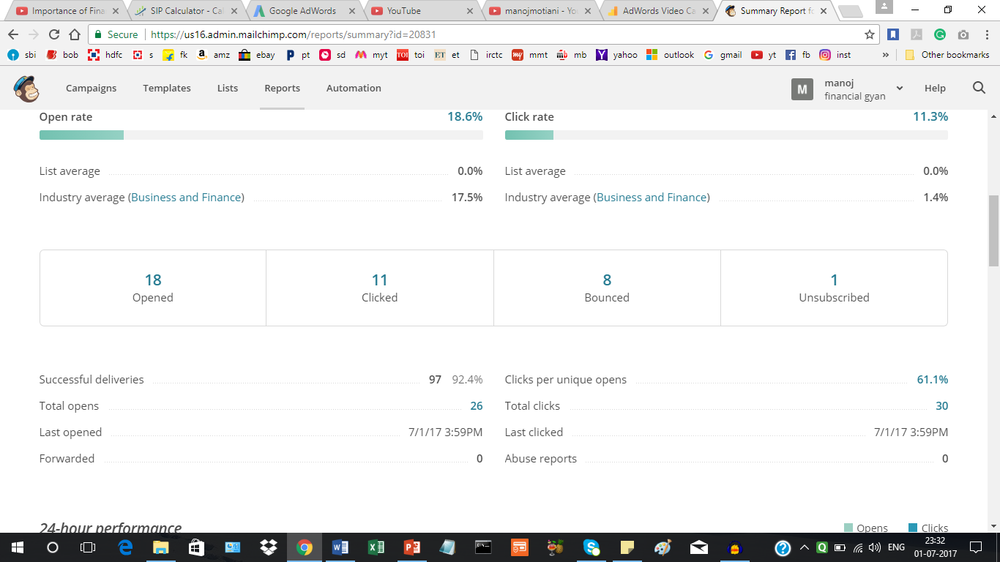 Importance of Fina
SIP Calculator - Cal
Google AdWords
YouTube
manojmotiani - Yo
AdWords Video Ca
Summary Report fo
Secure https://us16.admin.mailchimp.com/reports/summary?id=20831
sbi bob hdfc s fk amz ebay pt sd myt TOI toi ET et irctc my mmt mb mb yahoo outlook gmail yt fb inst » Other bookmarks
Campaigns Templates Lists Reports Automation M manoj Help
financial gyan
Open rate 18.6% Click rate 11.3%
List average 0.0% List average 0.0%
Industry average (Business and Finance) 17.5% Industry average (Business and Finance) 1.4%
18 11 8 1
Opened Clicked Bounced Unsubscribed
Successful deliveries 97 92.4% Clicks per unique opens 61.1%
Total opens 26 Total clicks 30
Last opened 7/1/17 3:59PM Last clicked 7/1/17 3:59PM
Forwarded 0 Abuse reports 0
24-hour performance Opens Clicks
ENG 23:32
01-07-2017